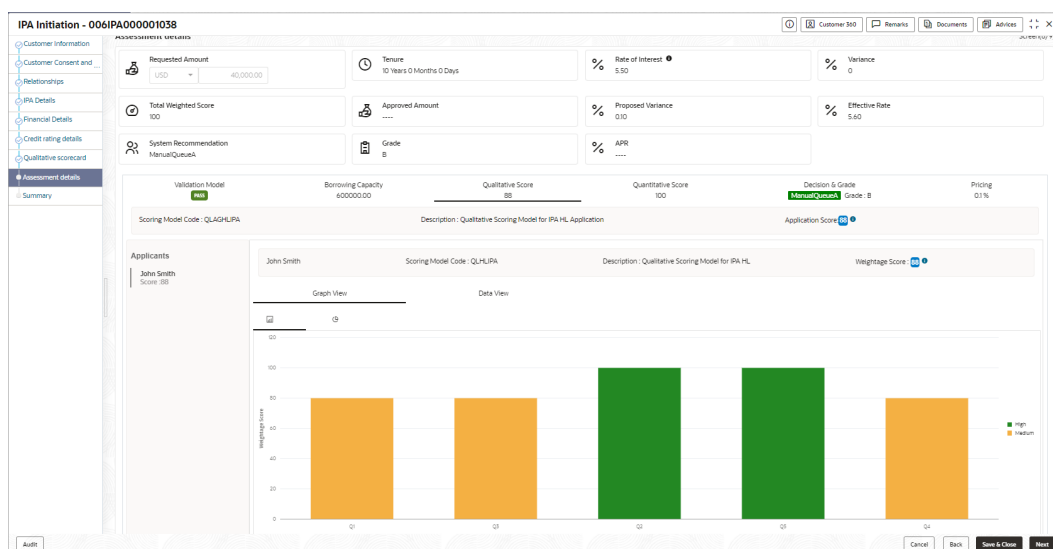 IPA Initiation - 006IPA000001038
Customer 360 Remarks Documents Advices
Customer Information
Customer Consent and _
Relationships
IPA Details
Financial Details
Credit rating details
Qualitative scorecard
Assessment details
Summary
Assessment details
Requested Amount
USD 40,000.00
Tenure
10 Years 0 Months 0 Days
Rate of Interest
5.50
Variance
0
Total Weighted Score
100
Approved Amount
----
Proposed Variance
0.10
Effective Rate
5.60
System Recommendation
ManualQueueA
Grade
B
APR
----
Validation Model
PASS
Borrowing Capacity
600000.00
Qualitative Score
88
Quantitative Score
100
Decision & Grade
ManualQueueA Grade : B
Pricing
0.1 %
Scoring Model Code : QLAGHLIPA Description : Qualitative Scoring Model for IPA HL Application Application Score: 88
Applicants
John Smith
Score :88
John Smith Scoring Model Code : QLHLIPA Description : Qualitative Scoring Model for IPA HL Weightage Score : 88
Graph View Data View
120
100
80
60
40
20
0
Weightage Score
Q1 Q3 Q2 Q5 Q4
High
Medium
Audit Cancel Back Save & Close Next